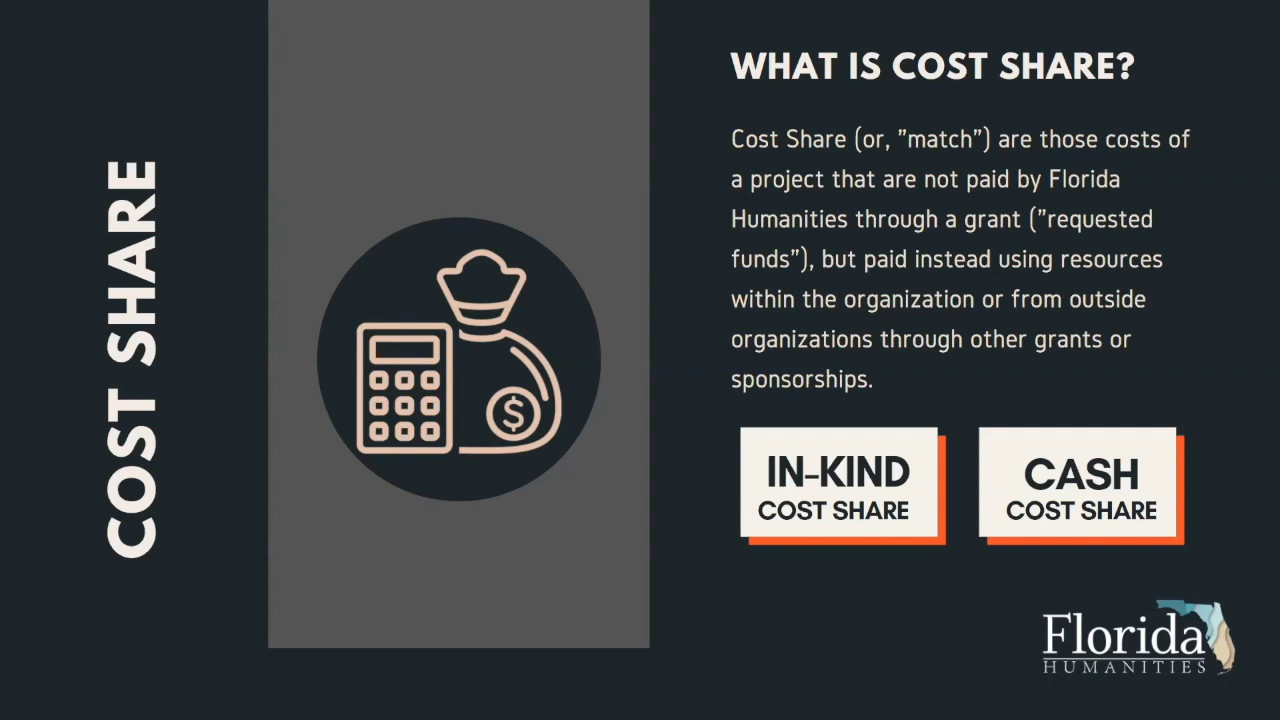 COST SHARE
WHAT IS COST SHARE?
Cost Share (or, ”match”) are those costs of
a project that are not paid by Florida
Humanities through a grant (”requested
funds”), but paid instead using resources
within the organization or from outside
organizations through other grants or
sponsorships.
$
IN-KIND
COST SHARE
CASH
COST SHARE
Florida
HUMANITIES